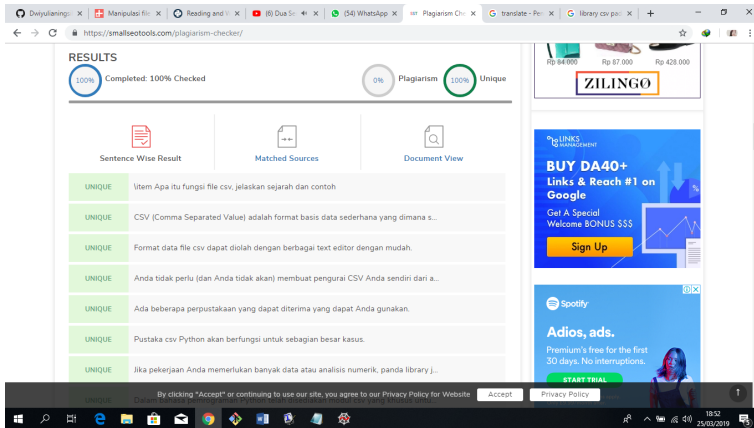 Dwiyulianings
Manipulasi file
Reading and W
(6) Dua Se
(54) WhatsApp
Plagiarism Che
translate - Pen
library csv pad
https://smallseotools.com/plagiarism-checker/
RESULTS
100%
Completed: 100% Checked
0%
Plagiarism
100%
Unique
Sentence Wise Result
Matched Sources
Document View
UNIQUE \item Apa itu fungsi file csv, jelaskan sejarah dan contoh
UNIQUE CSV (Comma Separated Value) adalah format basis data sederhana yang dimana s...
UNIQUE Format data file csv dapat diolah dengan berbagai text editor dengan mudah.
UNIQUE Anda tidak perlu (dan Anda tidak akan) membuat pengurai CSV Anda sendiri dari a...
UNIQUE Ada beberapa perpustakaan yang dapat diterima yang dapat Anda gunakan.
UNIQUE Pustaka csv Python akan berfungsi untuk sebagian besar kasus.
UNIQUE Jika pekerjaan Anda memerlukan banyak data atau analisis numerik, panda library j...
Rp 84.000
Rp 87.000
Rp 428.000
ZILINGO
LINKS
MANAGEMENT
BUY DA40+
Links & Reach #1 on
Google
Get A Special
Welcome BONUS $$$
Sign Up
Spotify
Adios, ads.
Premium's free for the first
30 days. No interruptions.
START TRIAL
By clicking "Accept" or continuing to use our site, you agree to our Privacy Policy for Website
Accept
Privacy Policy
18:52
25/03/2019